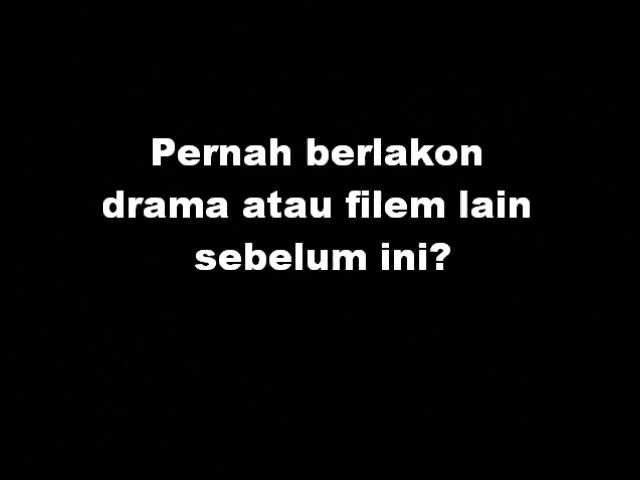 Pernah berlakon
drama atau filem lain
sebelum ini?